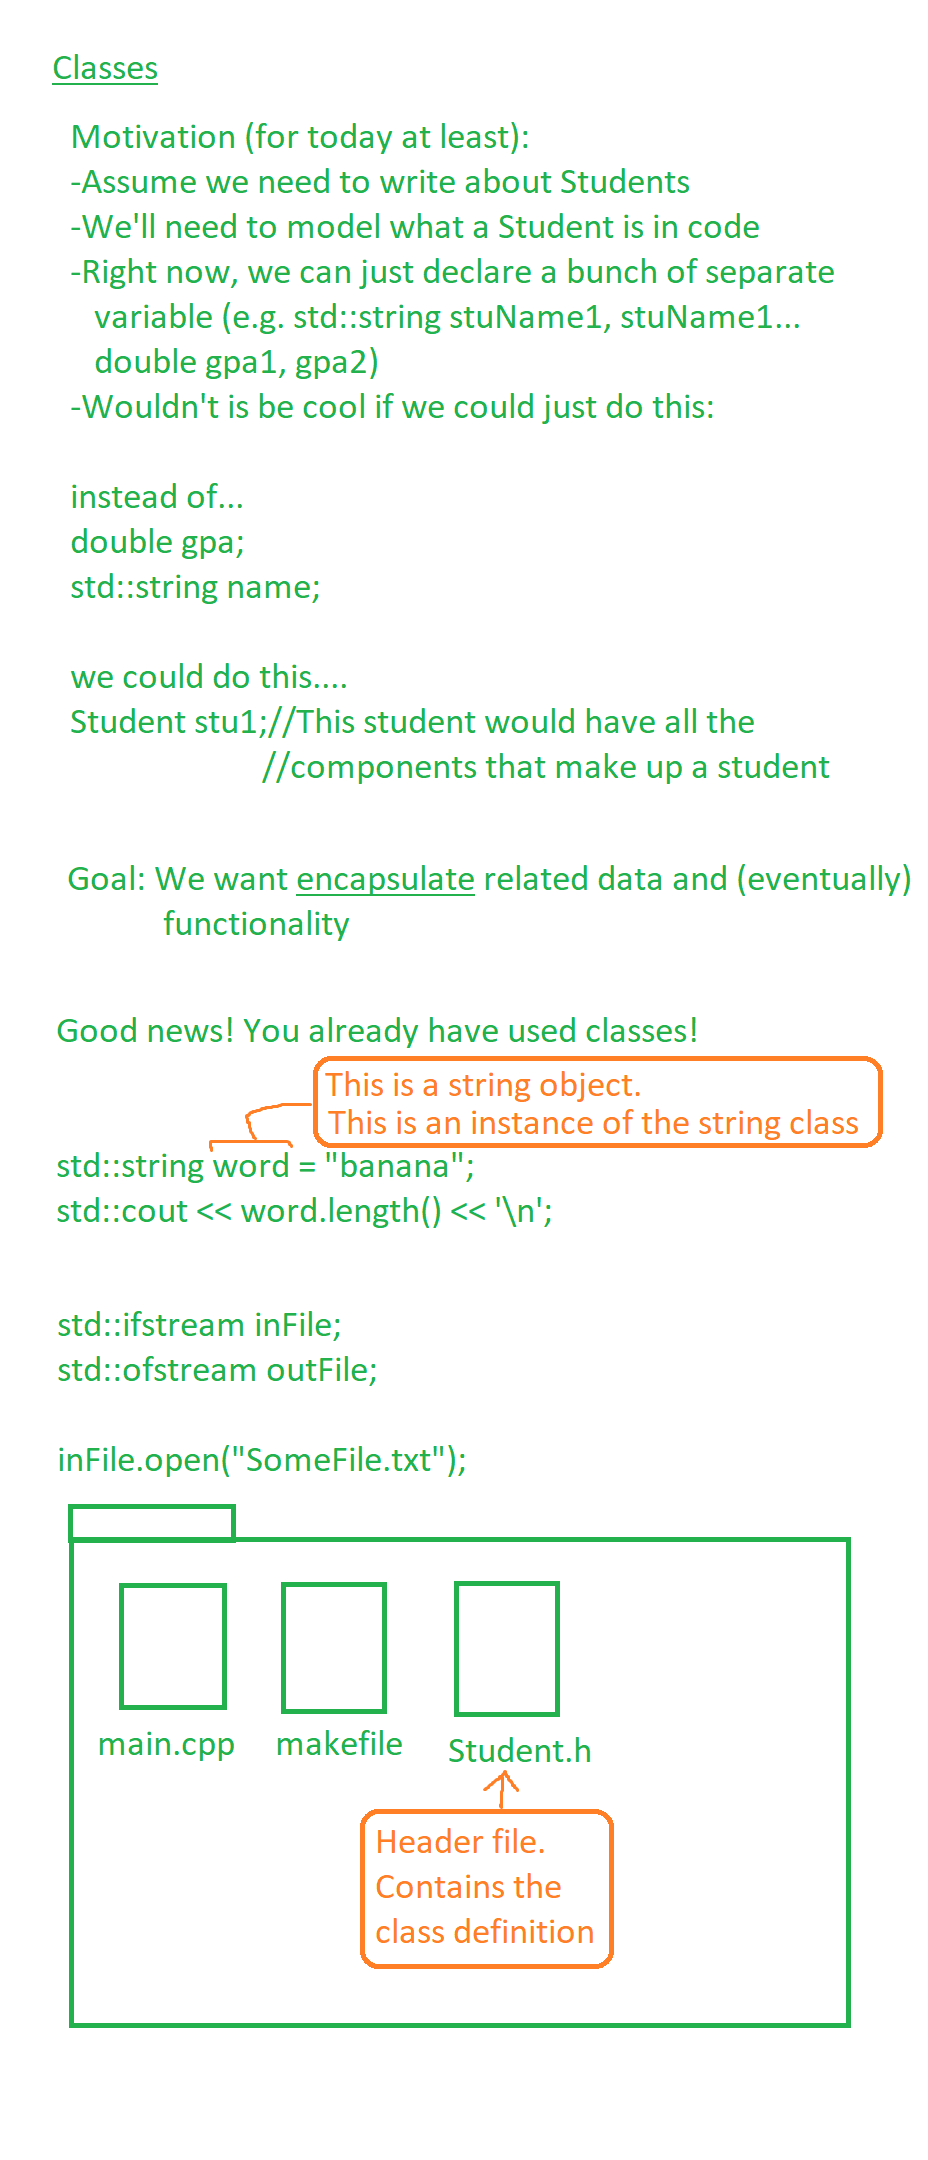 Classes
Motivation (for today at least):
-Assume we need to write about Students
-We'll need to model what a Student is in code
-Right now, we can just declare a bunch of separate
variable (e.g. std::string stuName1, stuName1...
double gpa1, gpa2)
-Wouldn't is be cool if we could just do this:
instead of...
double gpa;
std::string name;
we could do this....
Student stu1;//This student would have all the
//components that make up a student
Goal: We want encapsulate related data and (eventually)
functionality
Good news! You already have used classes!
This is a string object.
This is an instance of the string class
std::string word = "banana";
std::cout << word.length() << '\n';
std::ifstream inFile;
std::ofstream outFile;
inFile.open("SomeFile.txt");
main.cpp
makefile
Student.h
Header file.
Contains the
class definition